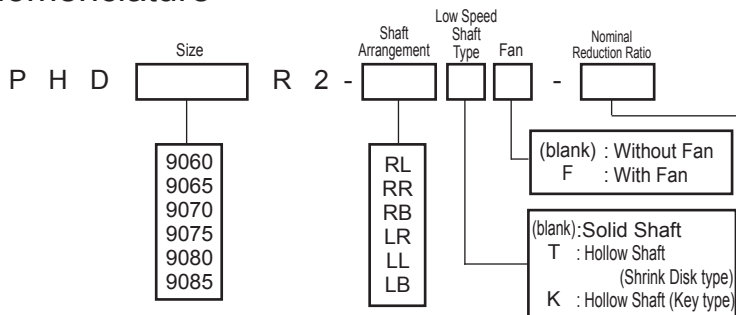 Nomenclature
Size
Shaft
Arrangement
Low Speed
Shaft
Type
Fan
Nominal
Reduction Ratio
P H D R 2 - -
9060
9065
9070
9075
9080
9085
RL
RR
RB
LR
LL
LB
(blank) : Without Fan
F : With Fan
(blank):Solid Shaft
T : Hollow Shaft
(Shrink Disk type)
K : Hollow Shaft (Key type)